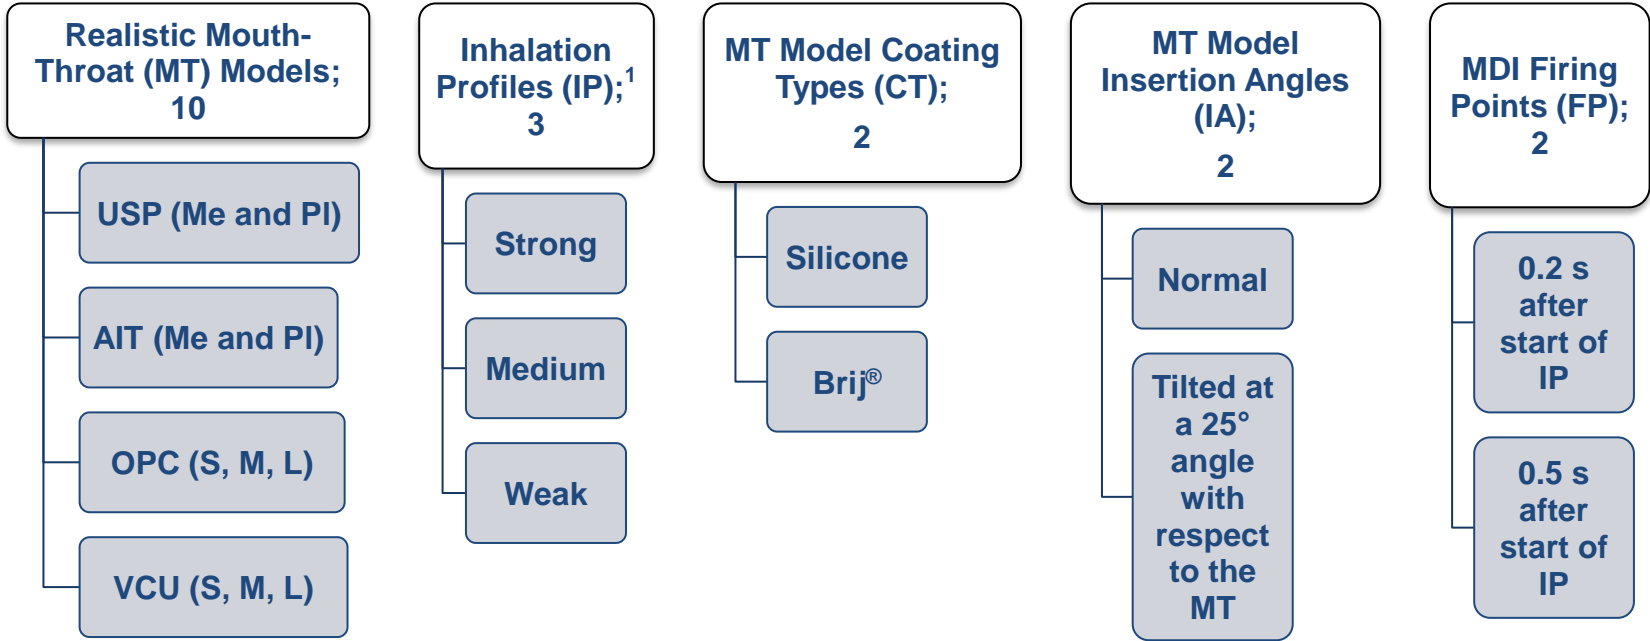 Realistic Mouth-
Throat (MT) Models;
10
USP (Me and Pl)
AIT (Me and Pl)
OPC (S, M, L)
VCU (S, M, L)
Inhalation
Profiles (IP);¹
3
Strong
Medium
Weak
MT Model Coating
Types (CT);
2
Silicone
Brij®
MT Model
Insertion Angles
(IA);
2
Normal
Tilted at
a 25°
angle
with
respect
to the
MT
MDI Firing
Points (FP);
2
0.2 s
after
start of
IP
0.5 s
after
start of
IP